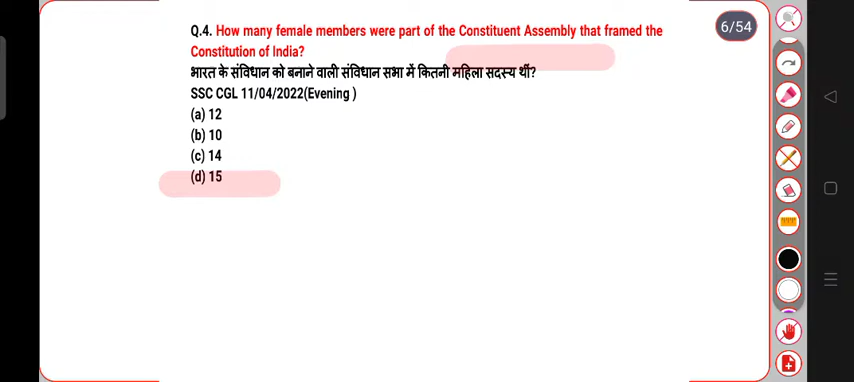 6/54
Q.4. How many female members were part of the Constituent Assembly that framed the
Constitution of India?
भारत के संविधान को बनाने वाली संविधान सभा में कितनी महिला सदस्य थीं?
SSC CGL 11/04/2022(Evening )
(a) 12
(b) 10
(c) 14
(d) 15